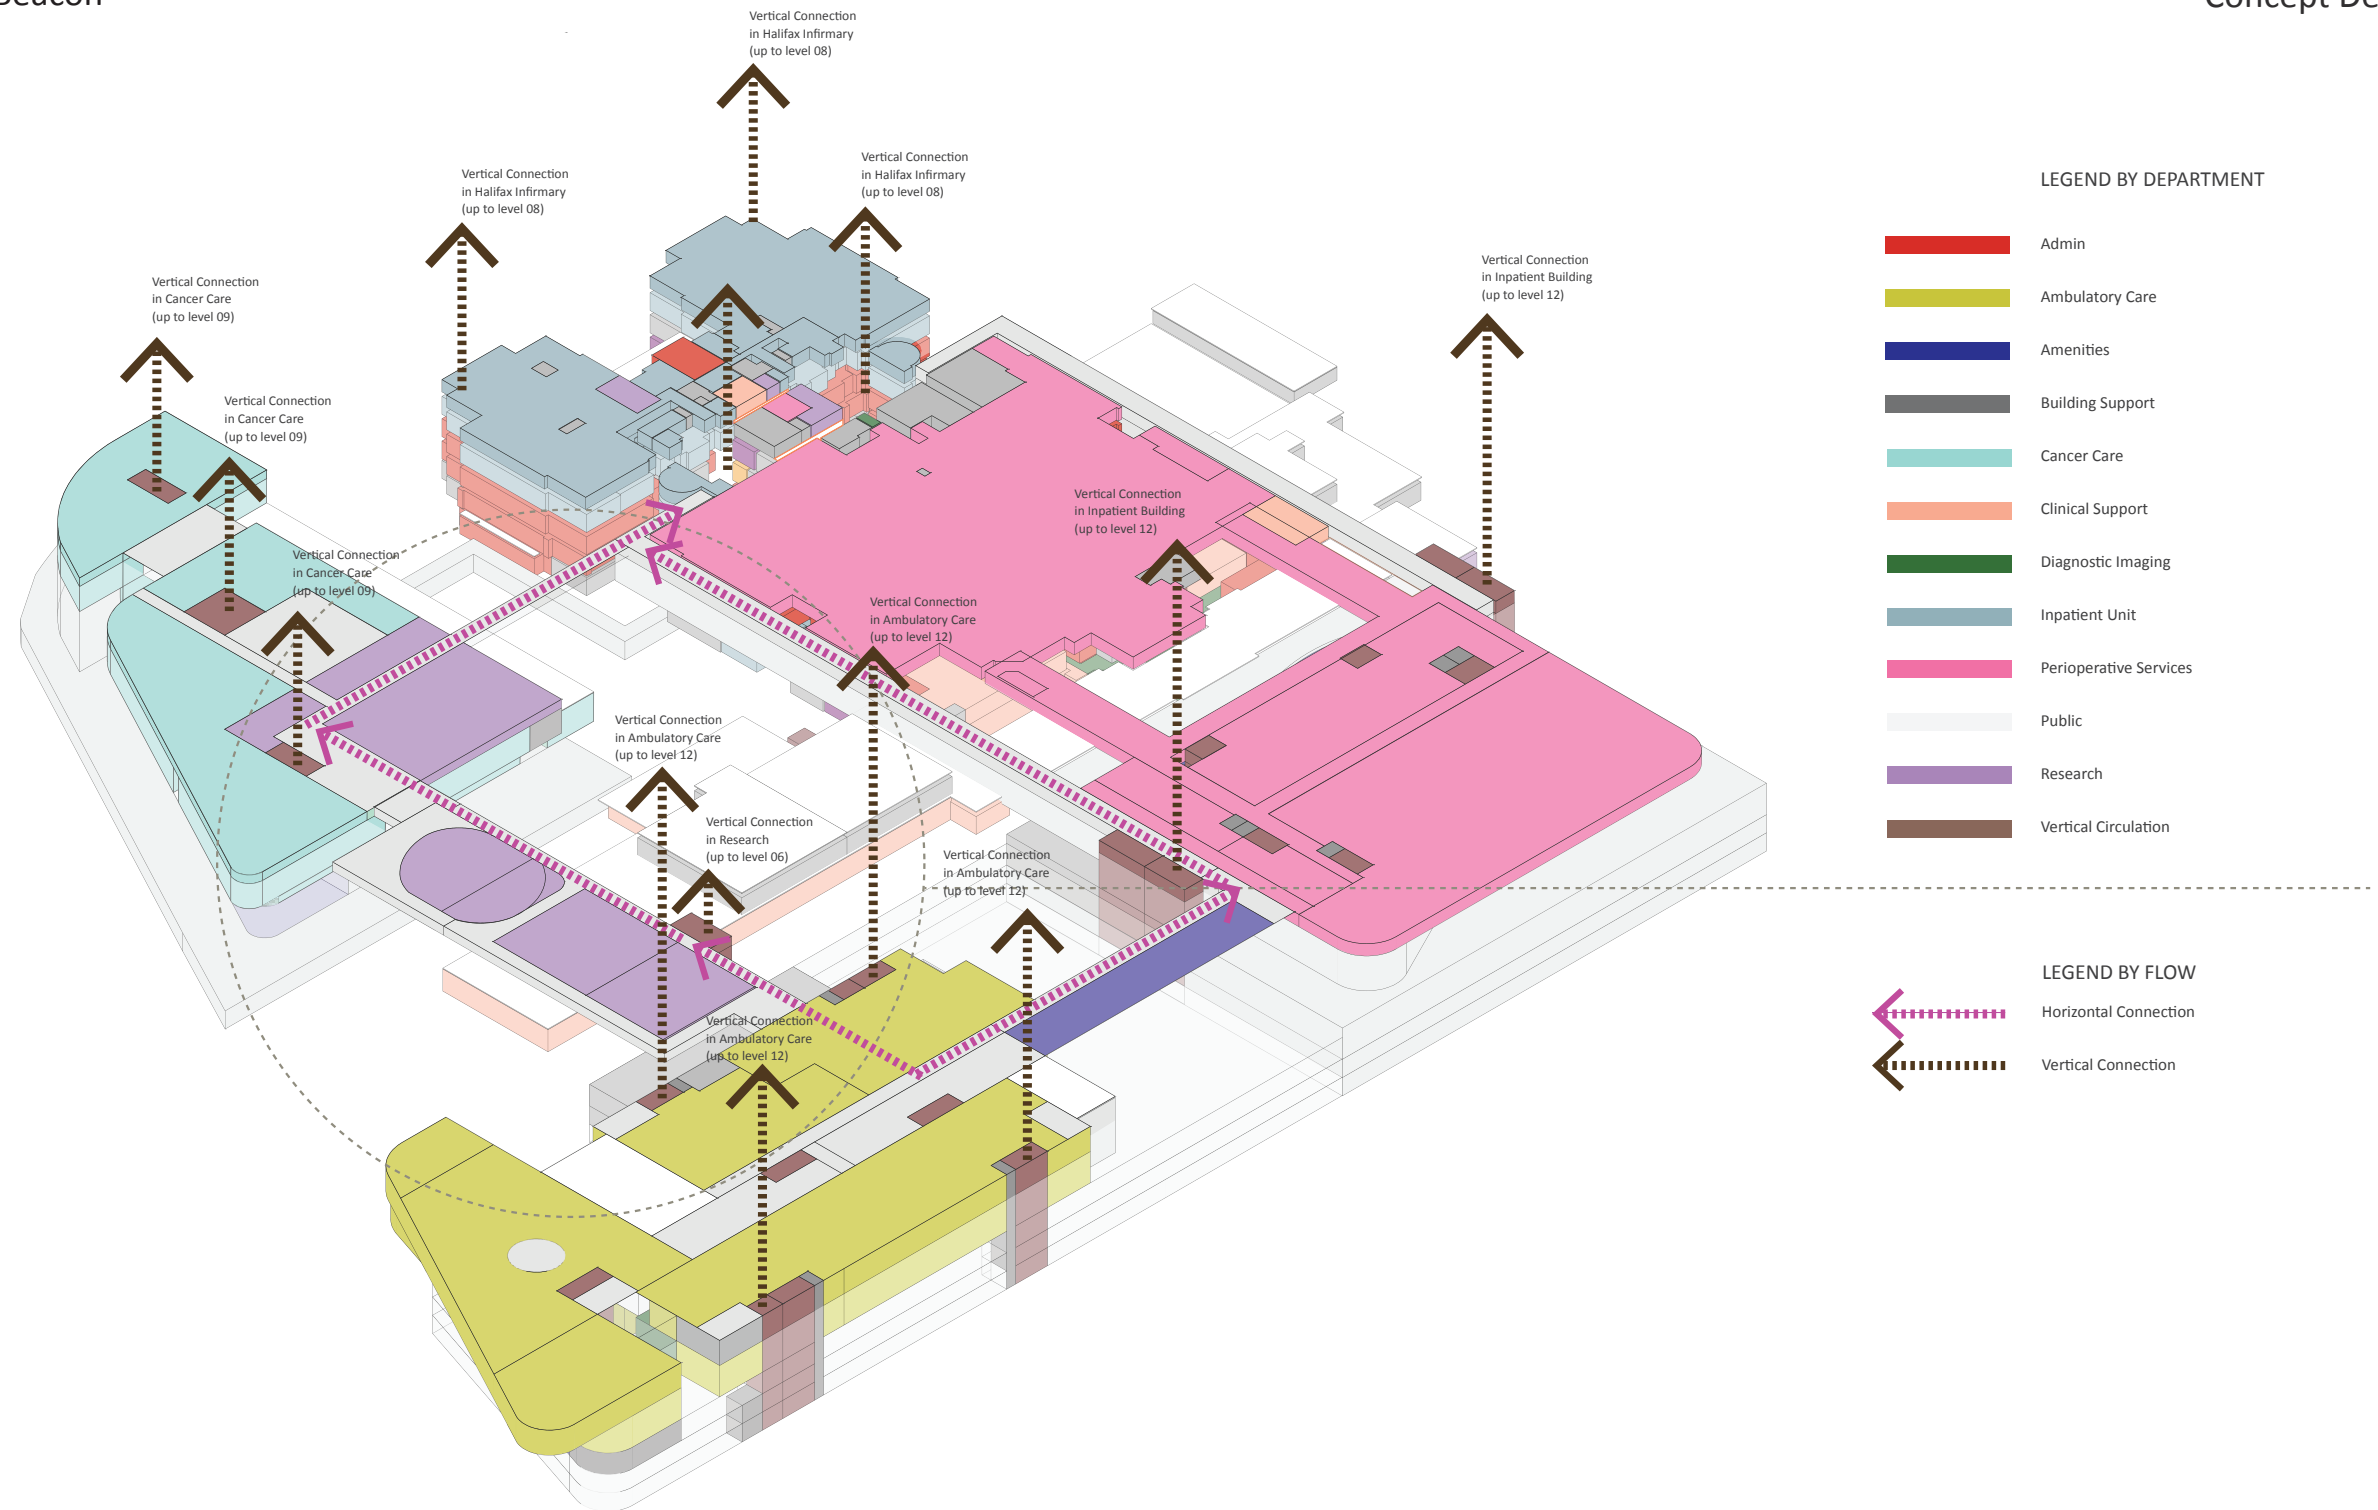 Vertical Connection
in Halifax Infirmary
(up to level 08)
Vertical Connection
in Halifax Infirmary
(up to level 08)
Vertical Connection
in Halifax Infirmary
(up to level 08)
Vertical Connection
in Inpatient Building
(up to level 12)
Vertical Connection
in Cancer Care
(up to level 09)
Vertical Connection
in Cancer Care
(up to level 09)
Vertical Connection
in Cancer Care
(up to level 09)
Vertical Connection
in Inpatient Building
(up to level 12)
Vertical Connection
in Ambulatory Care
(up to level 12)
Vertical Connection
in Ambulatory Care
(up to level 12)
Vertical Connection
in Research
(up to level 06)
Vertical Connection
in Ambulatory Care
(up to level 12)
Vertical Connection
in Ambulatory Care
(up to level 12)
LEGEND BY DEPARTMENT
Admin
Ambulatory Care
Amenities
Building Support
Cancer Care
Clinical Support
Diagnostic Imaging
Inpatient Unit
Perioperative Services
Public
Research
Vertical Circulation
LEGEND BY FLOW
Horizontal Connection
Vertical Connection